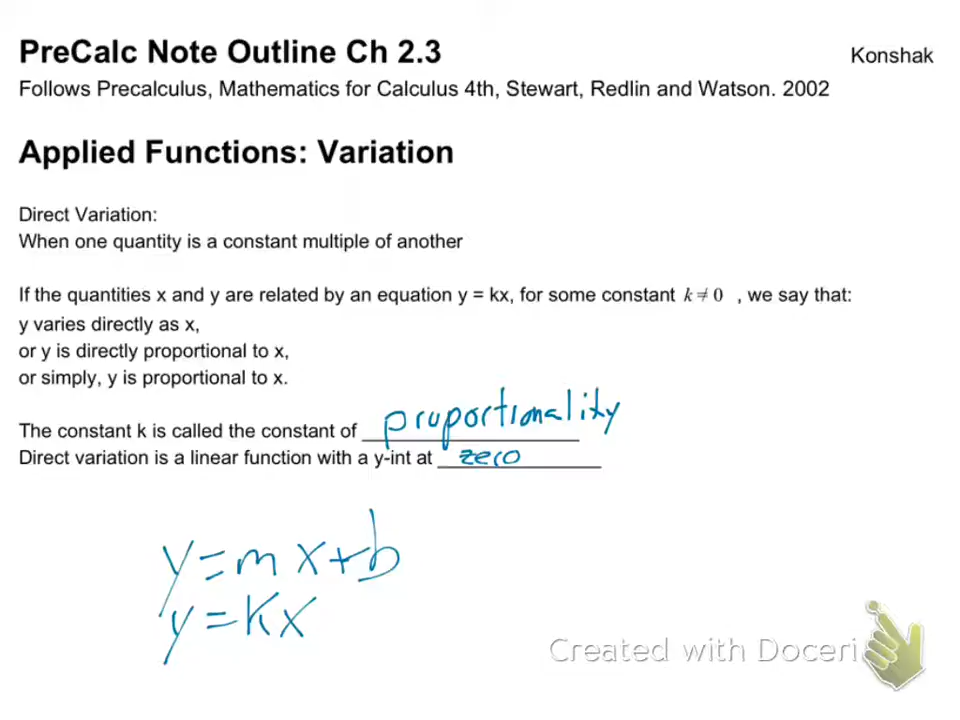 PreCalc Note Outline Ch 2.3 Konshak
Follows Precalculus, Mathematics for Calculus 4th, Stewart, Redlin and Watson. 2002
Applied Functions: Variation
Direct Variation:
When one quantity is a constant multiple of another
If the quantities x and y are related by an equation y = kx, for some constant k ≠ 0 , we say that:
y varies directly as x,
or y is directly proportional to x,
or simply, y is proportional to x.
The constant k is called the constant of proportionality
Direct variation is a linear function with a y-int at zero
y=mx+b
y=Kx
Created with Doceri